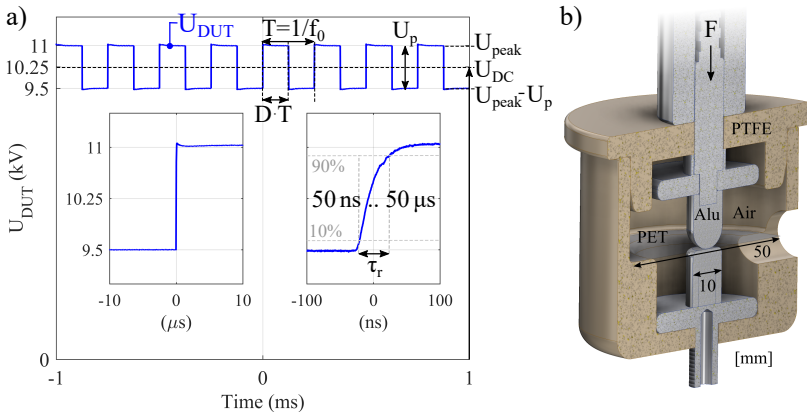 a)
U_DUT
T=1/f₀
U_p
U_peak
U_DC
U_peak-U_p
D·T
U_DUT (kV)
11
10.25
9.5
0
-1
0
1
Time (ms)
11
10.25
9.5
-10
0
10
(μs)
90%
50 ns .. 50 μs
10%
τ_r
-100
0
100
(ns)
b)
F
PTFE
Alu
Air
PET
50
10
[mm]